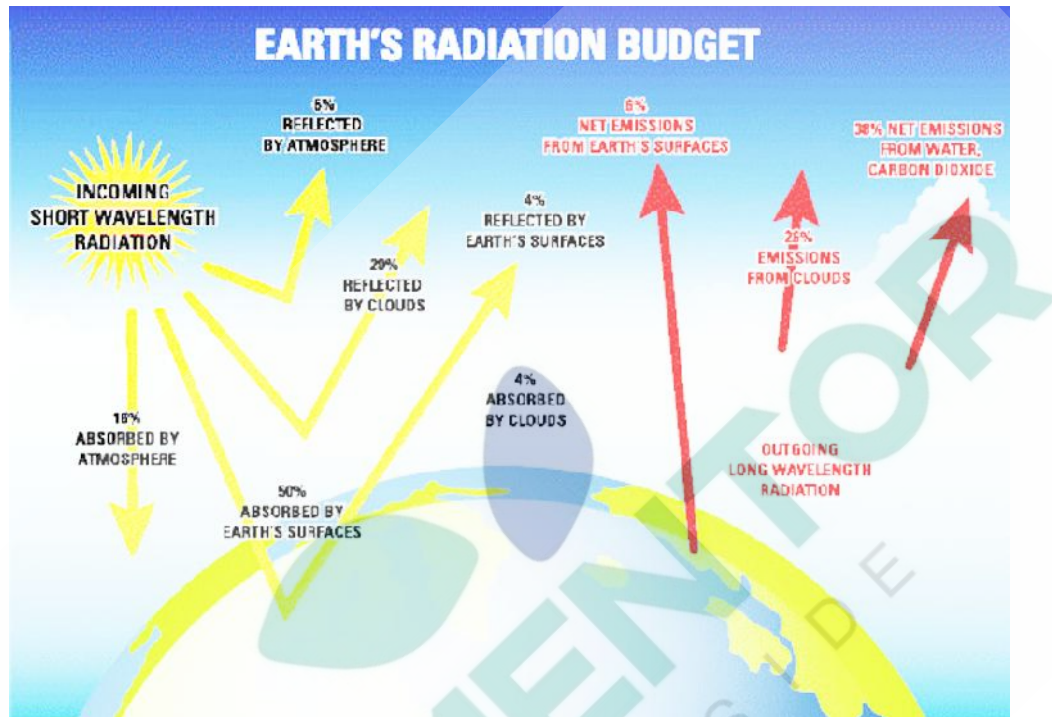 EARTH'S RADIATION BUDGET
6%
REFLECTED
BY ATMOSPHERE
6%
NET EMISSIONS
FROM EARTH'S SURFACES
38% NET EMISSIONS
FROM WATER,
CARBON DIOXIDE
INCOMING
SHORT WAVELENGTH
RADIATION
4%
REFLECTED BY
EARTH'S SURFACES
20%
REFLECTED
BY CLOUDS
26%
EMISSIONS
FROM CLOUDS
4%
ABSORBED
BY CLOUDS
16%
ABSORBED BY
ATMOSPHERE
OUTGOING
LONG WAVELENGTH
RADIATION
50%
ABSORBED BY
EARTH'S SURFACES
MENTOR
SIDE